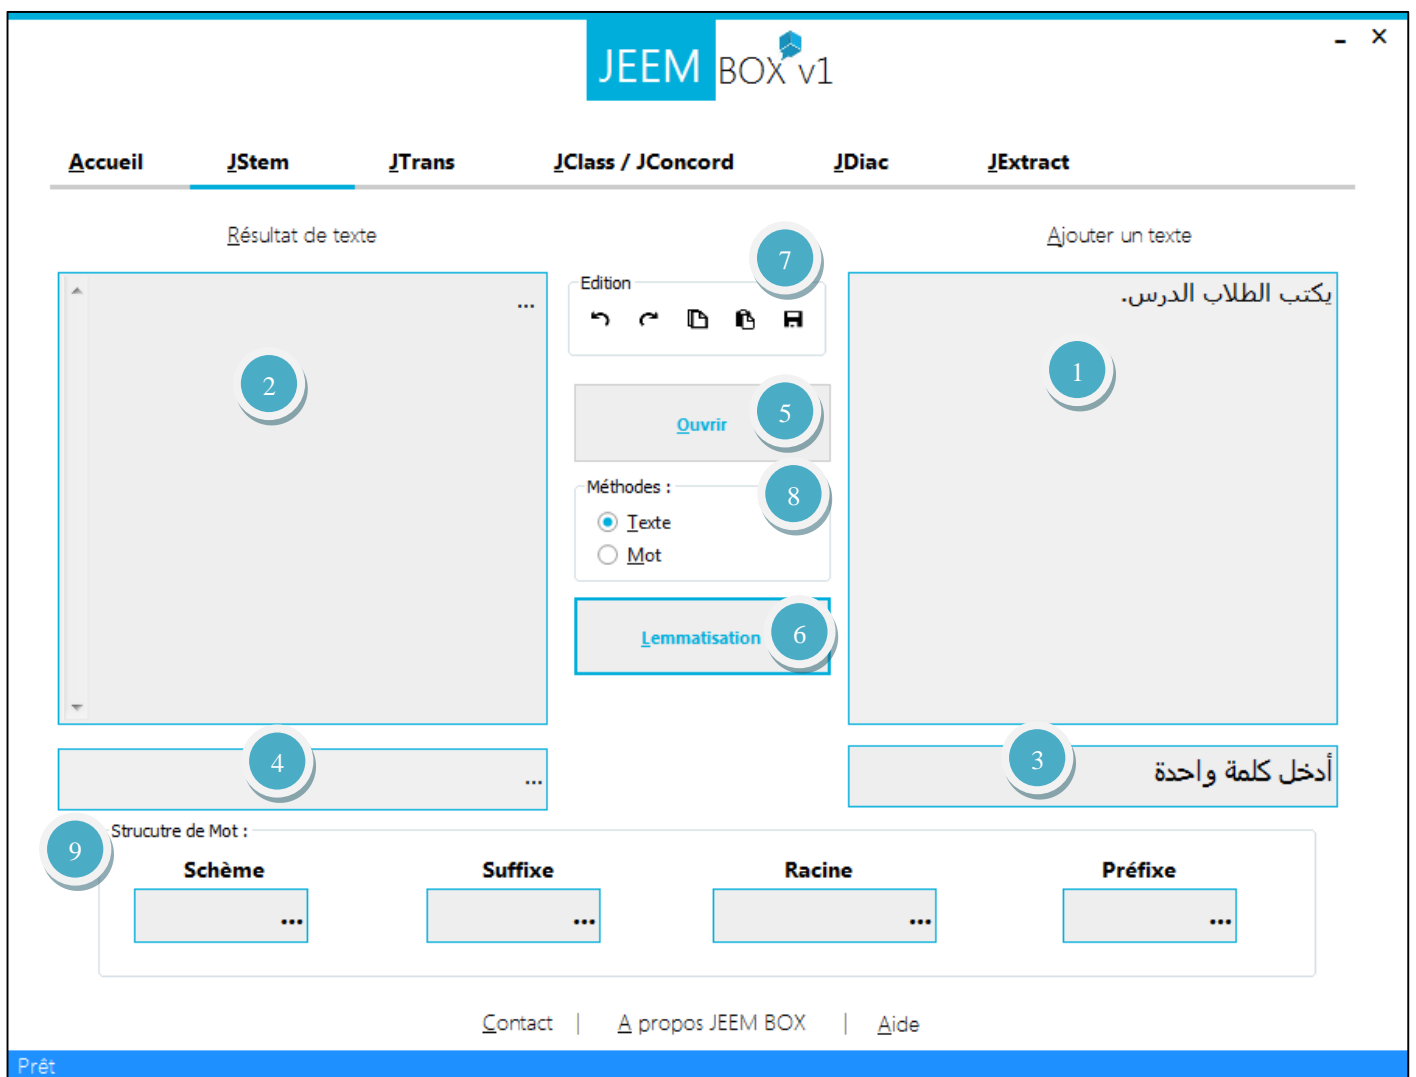 JEEM BOX v1
Accueil JStem JTrans JClass / JConcord JDiac JExtract
Résultat de texte
Ajouter un texte
7
Edition
...
يكتب الطلاب الدرس.
2
1
Ouvrir
5
Méthodes :
8
Texte
Mot
Lemmatisation
6
4
...
3
أدخل كلمة واحدة
9
Strucutre de Mot :
Schème Suffixe Racine Préfixe
... ... ... ...
Contact | A propos JEEM BOX | Aide
Prêt